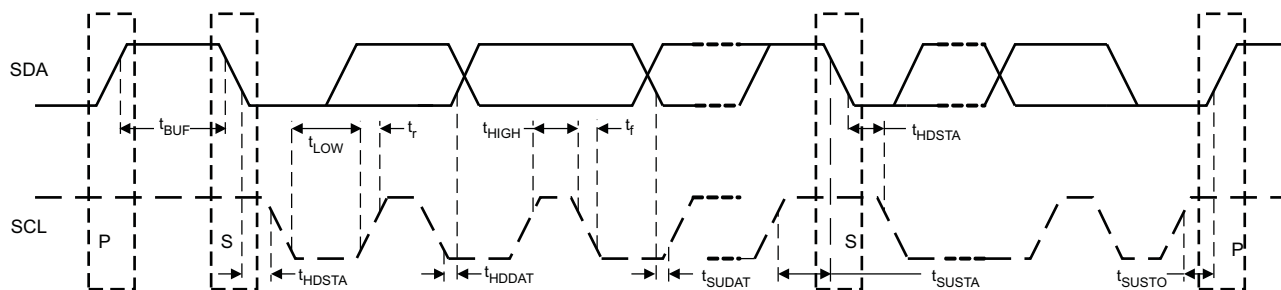 SDA
tBUF
tLOW
tr
tHIGH
tf
tHDSTA
SCL
P
S
S
P
tHDSTA
tHDDAT
tSUDAT
tSUSTA
tSUSTO